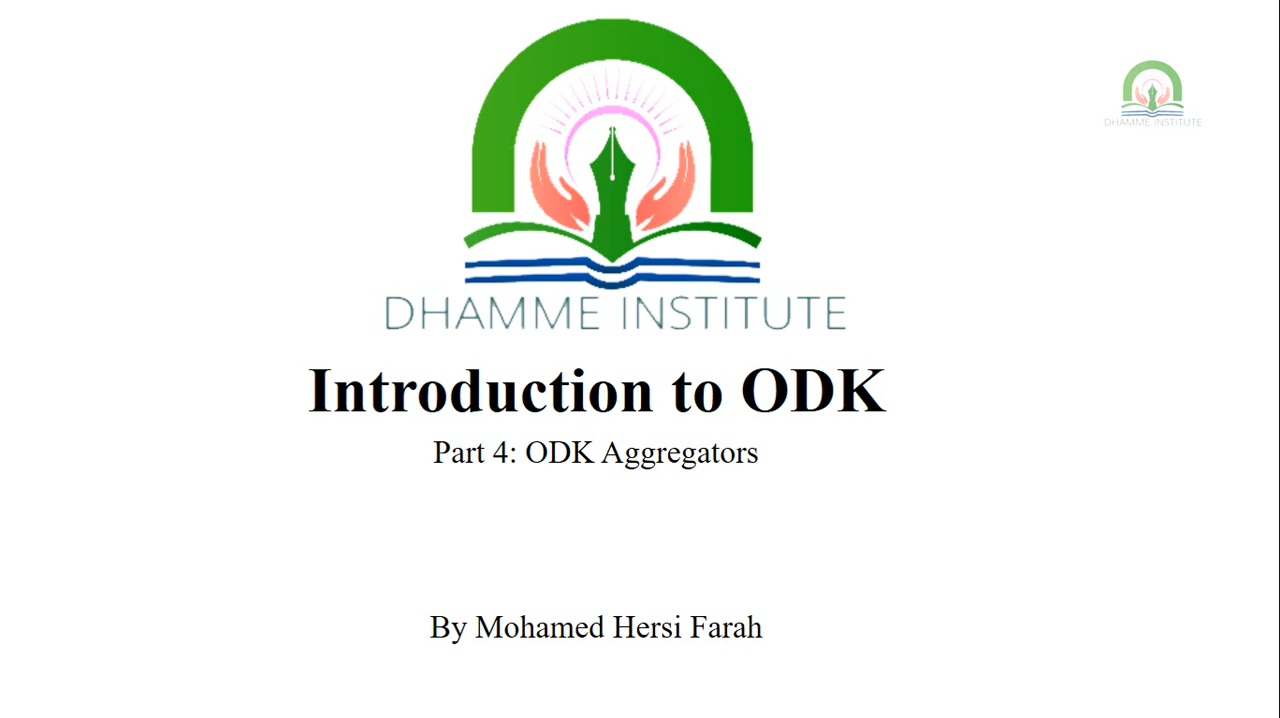 DHAMME INSTITUTE
DHAMME INSTITUTE
Introduction to ODK
Part 4: ODK Aggregators
By Mohamed Hersi Farah